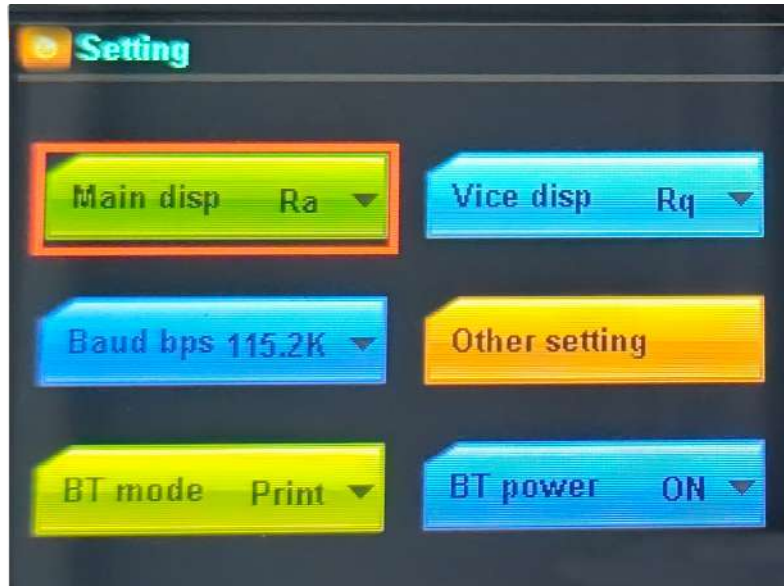 Setting
Main disp Ra
Vice disp Rq
Baud bps 115.2K
Other setting
BT mode Print
BT power ON